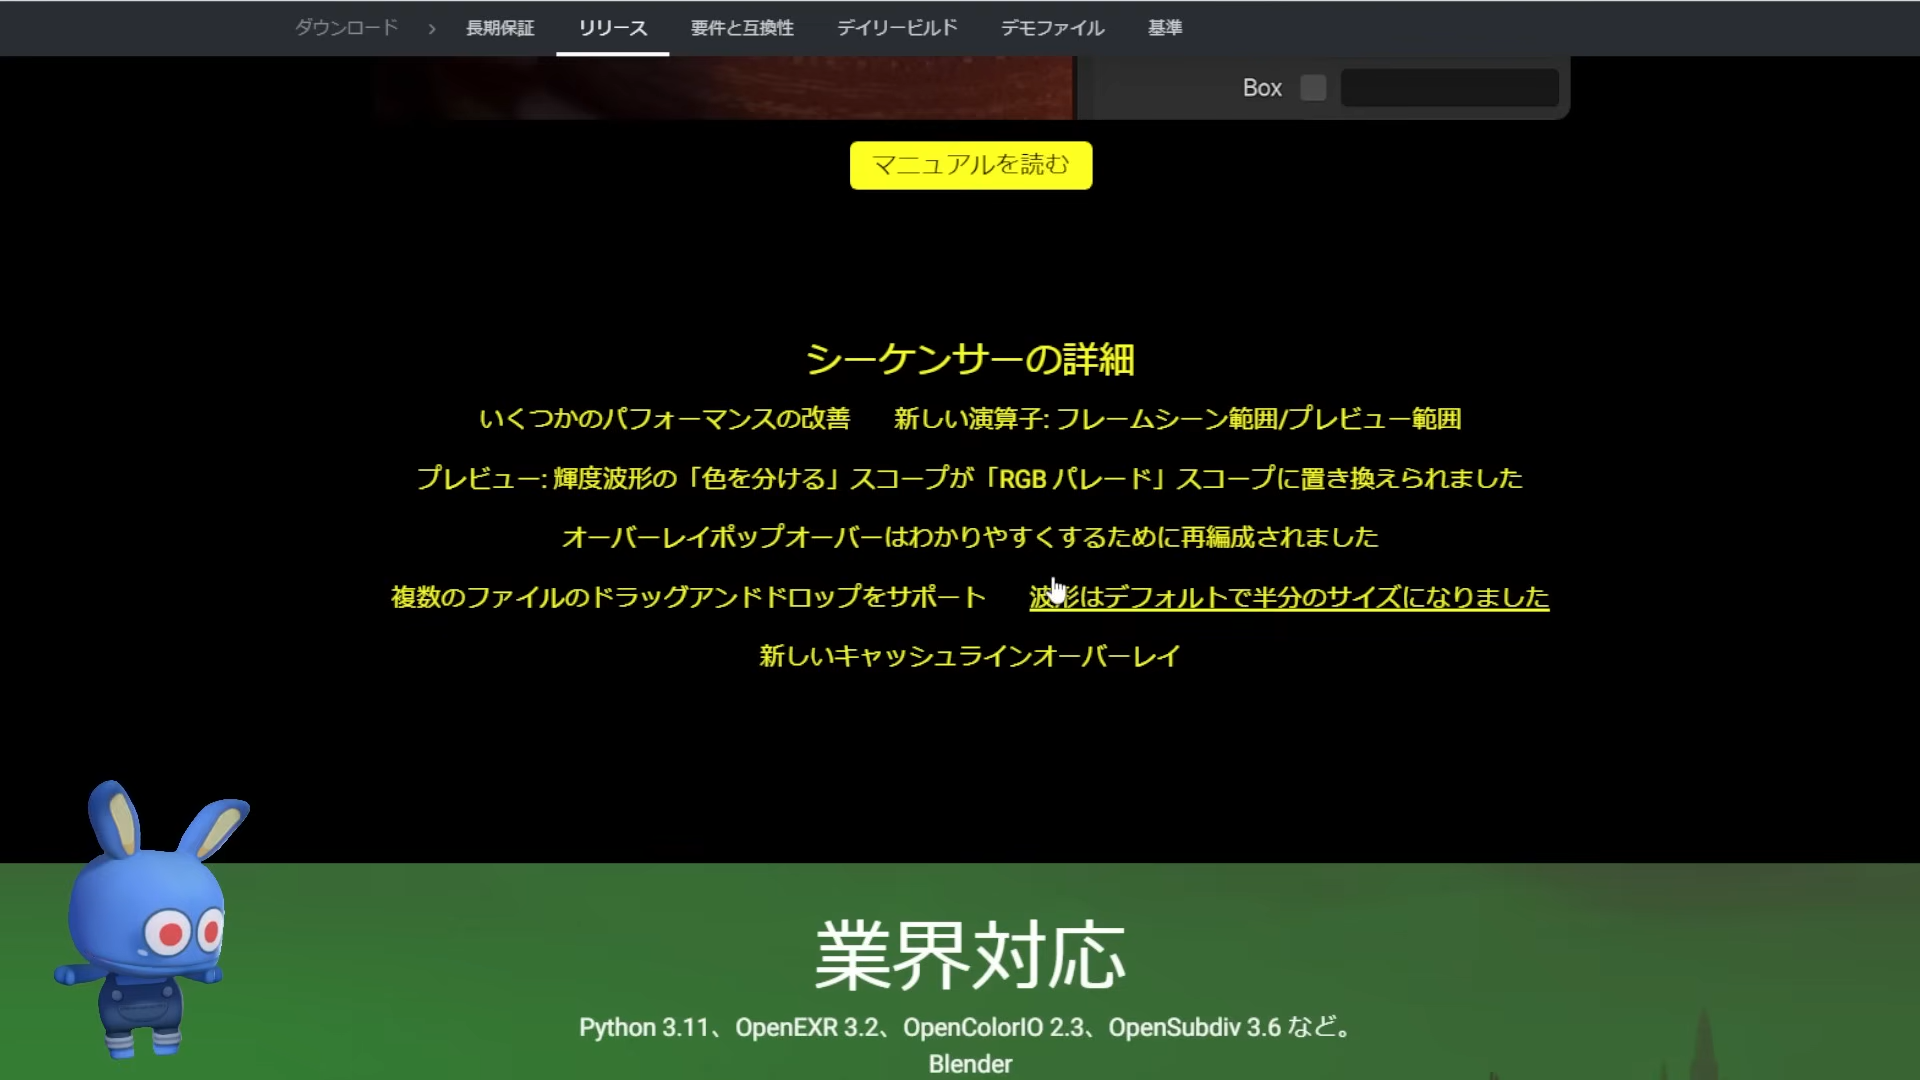 ダウンロード › 長期保証 リリース 要件と互換性 デイリービルド デモファイル 基準
Box
マニュアルを読む
シーケンサーの詳細
いくつかのパフォーマンスの改善 新しい演算子: フレームシーン範囲/プレビュー範囲
プレビュー: 輝度波形の「色を分ける」スコープが「RGB パレード」スコープに置き換えられました
オーバーレイポップオーバーはわかりやすくするために再編成されました
複数のファイルのドラッグアンドドロップをサポート 波形はデフォルトで半分のサイズになりました
新しいキャッシュラインオーバーレイ
業界対応
Python 3.11、OpenEXR 3.2、OpenColorIO 2.3、OpenSubdiv 3.6 など。
Blender